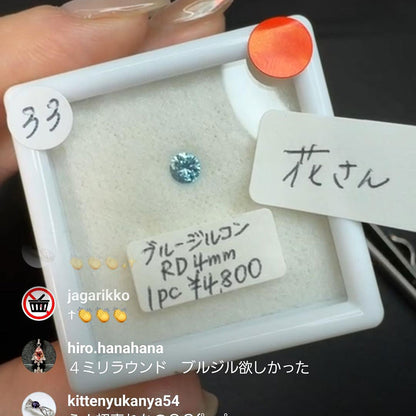 33
花さん
ブルージルコン
RD 4mm
1pc ¥4,800
jagarikko
↑👏👏👏
hiro.hanahana
4ミリラウンド ブルジル欲しかった
kittenyukanya54